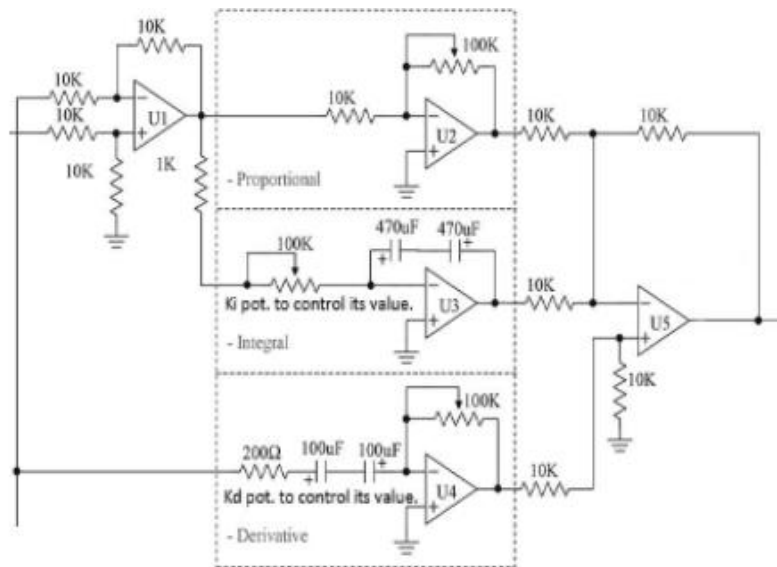 10K
100K
10K
10K
U1
10K
U2
10K
10K
10K
1K
- Proportional
470uF
470uF
100K
+
+
10K
U3
Ki pot. to control its value.
U5
- Integral
10K
100K
200Ω
100uF
100uF
+
+
10K
U4
Kd pot. to control its value.
- Derivative